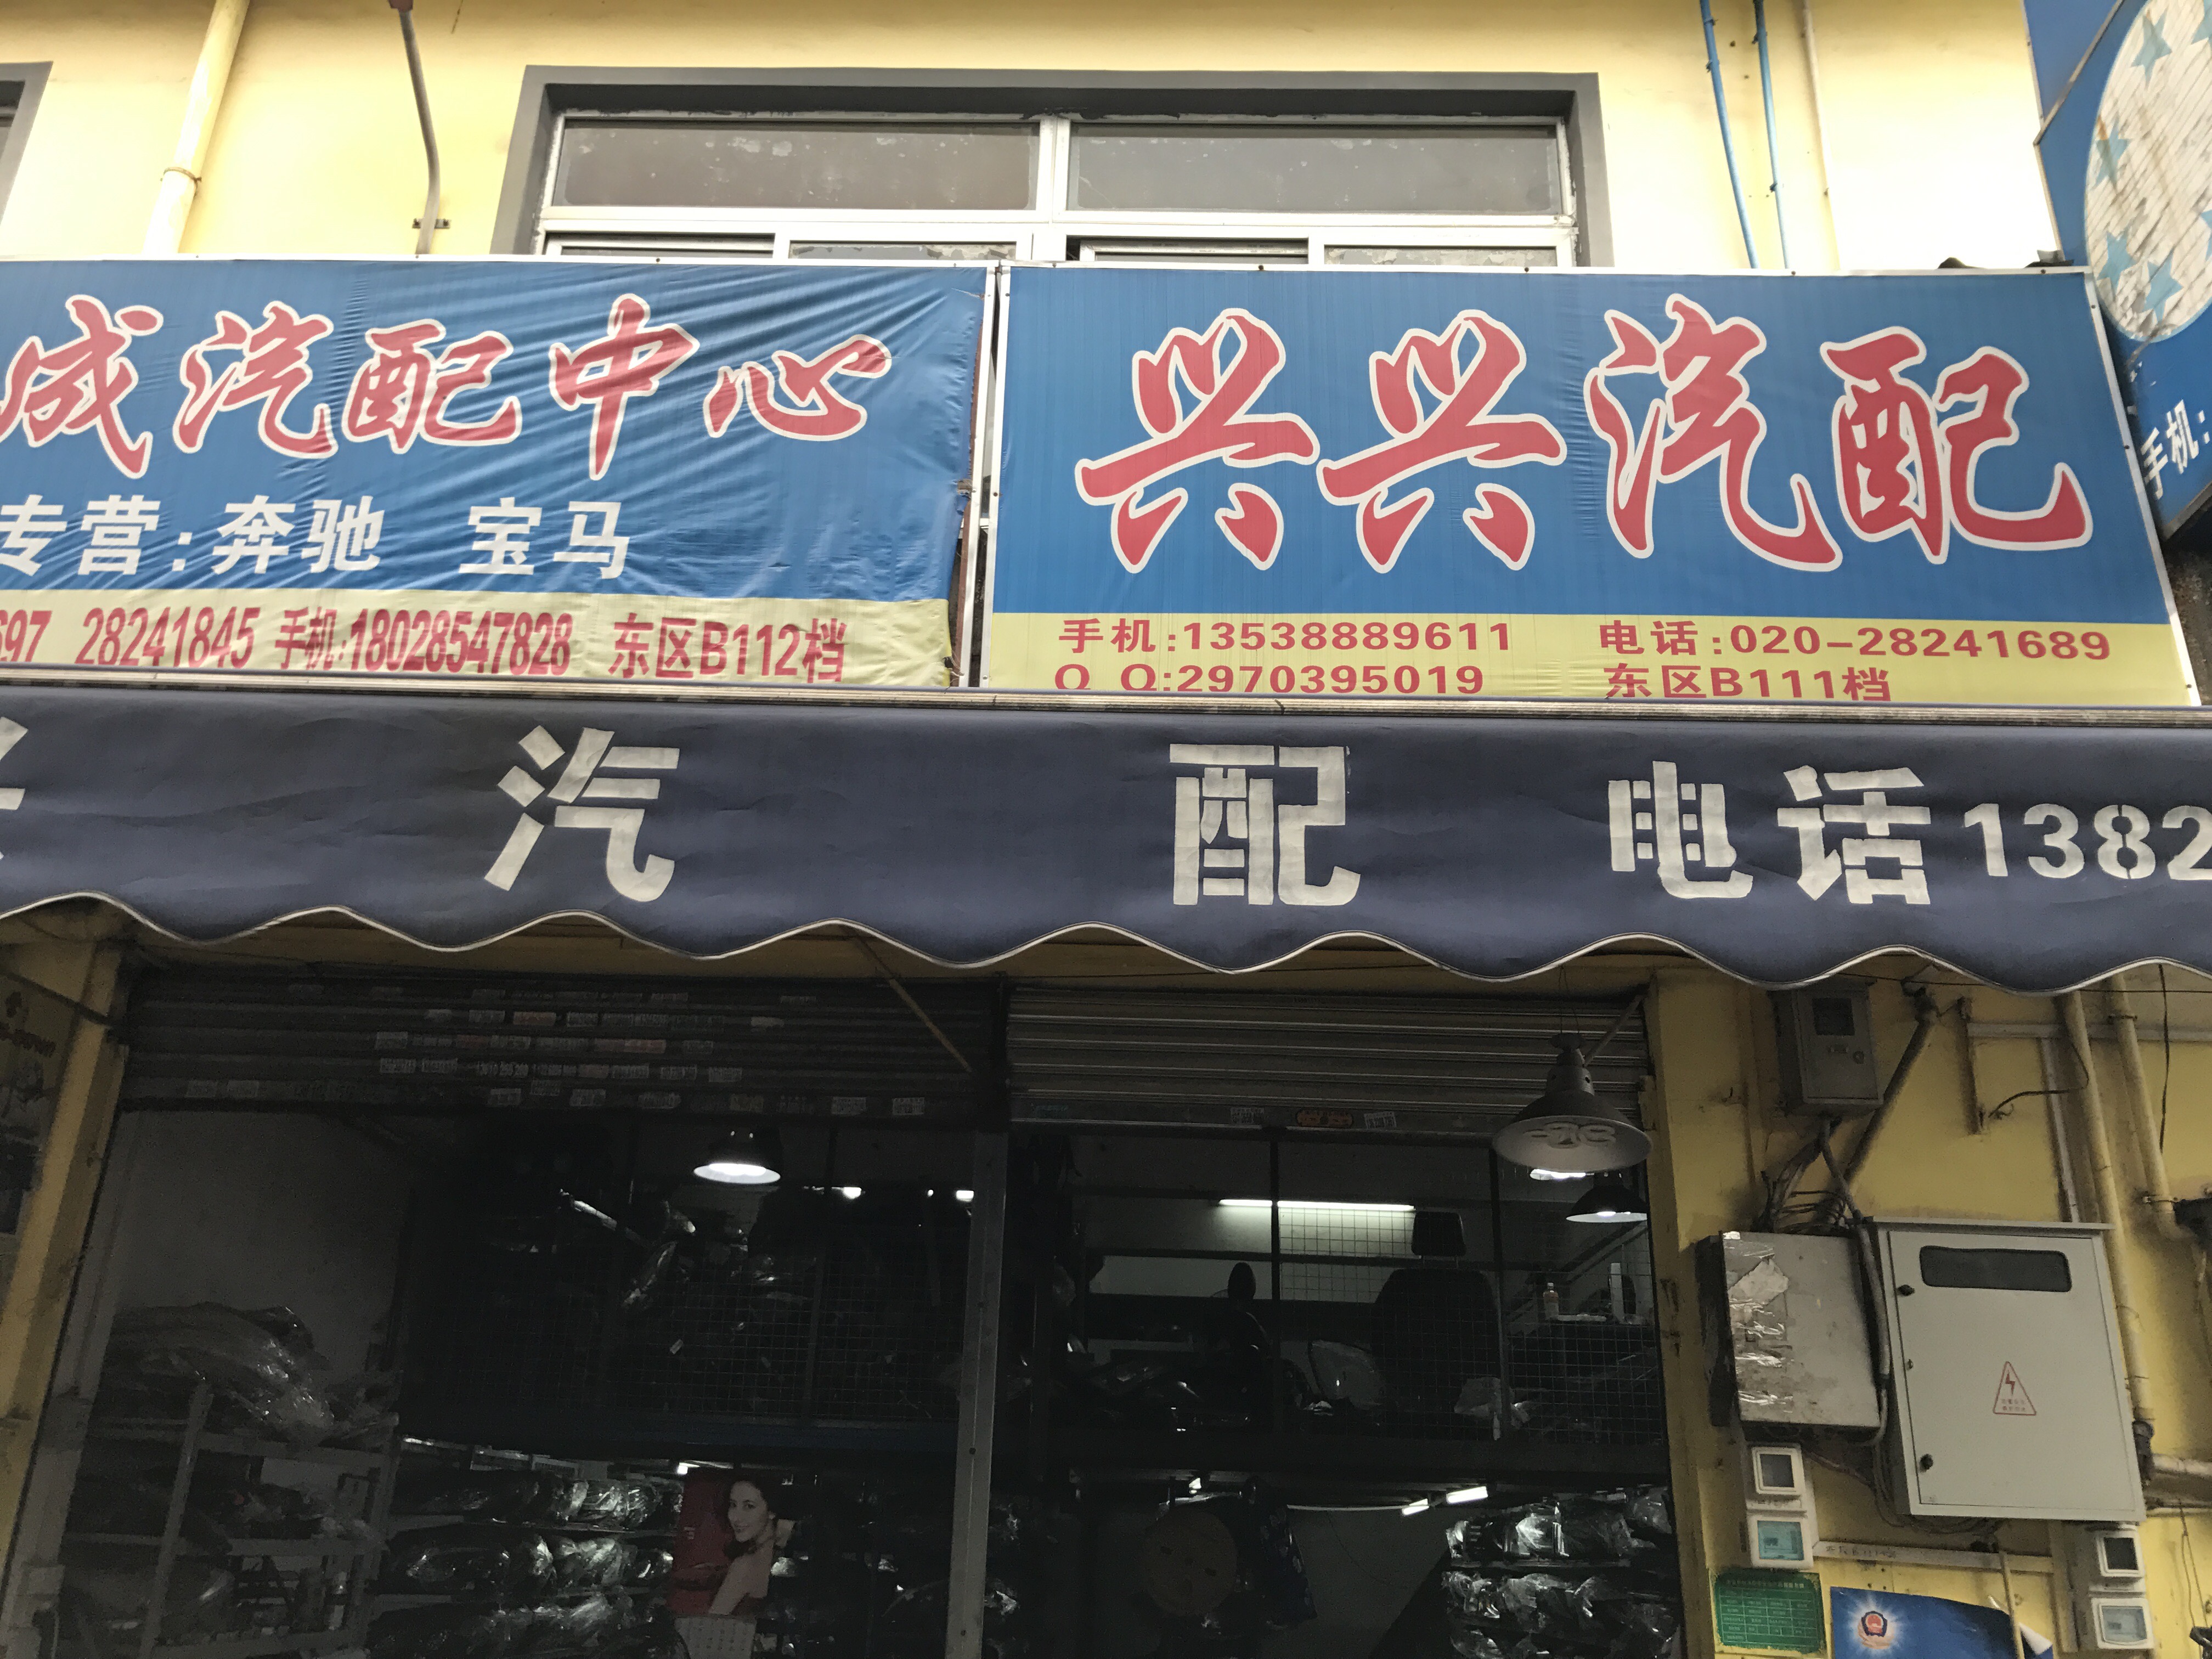 成汽配中心
专营:奔驰 宝马
697 28241845 手机:18028547828 东区B112档
兴兴汽配
手机:13538889611 电话:020-28241689
QQ:2970395019 东区B111档
手机:
汽 配 电话1382